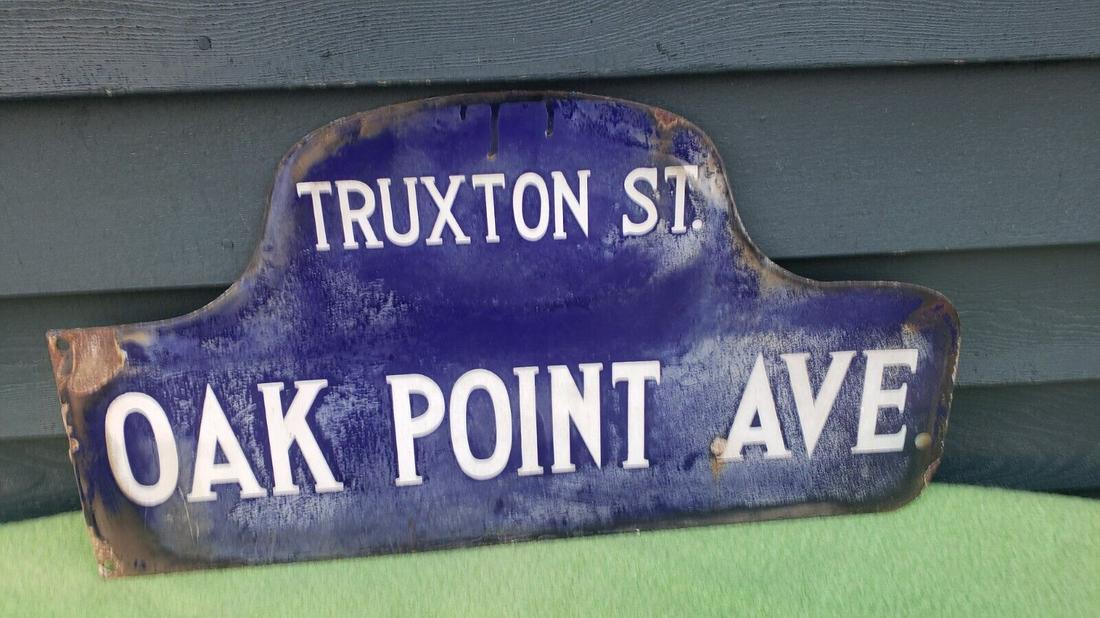 TRUXTON ST.
OAK POINT AVE.